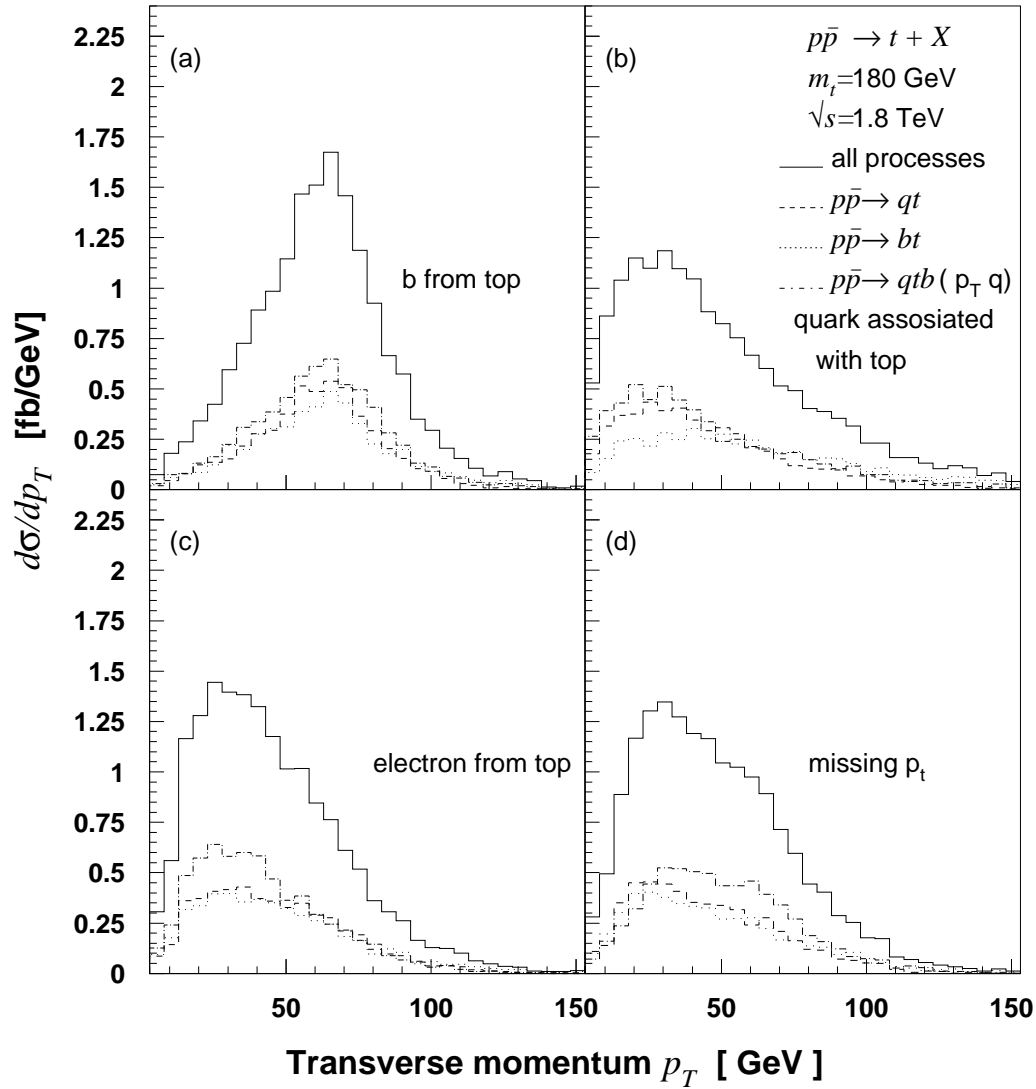 dσ/dp_T [fb/GeV]
2.25
2
1.75
1.5
1.25
1
0.75
0.5
0.25
0
(a)
b from top
(b)
pp̄ → t + X
m_t=180 GeV
√s=1.8 TeV
all processes
pp̄→ qt
pp̄→ bt
pp̄→ qtb ( p_T q)
quark assosiated
with top
2.25
2
1.75
1.5
1.25
1
0.75
0.5
0.25
0
(c)
electron from top
(d)
missing p_t
50 100 150 50 100 150
Transverse momentum p_T [ GeV ]